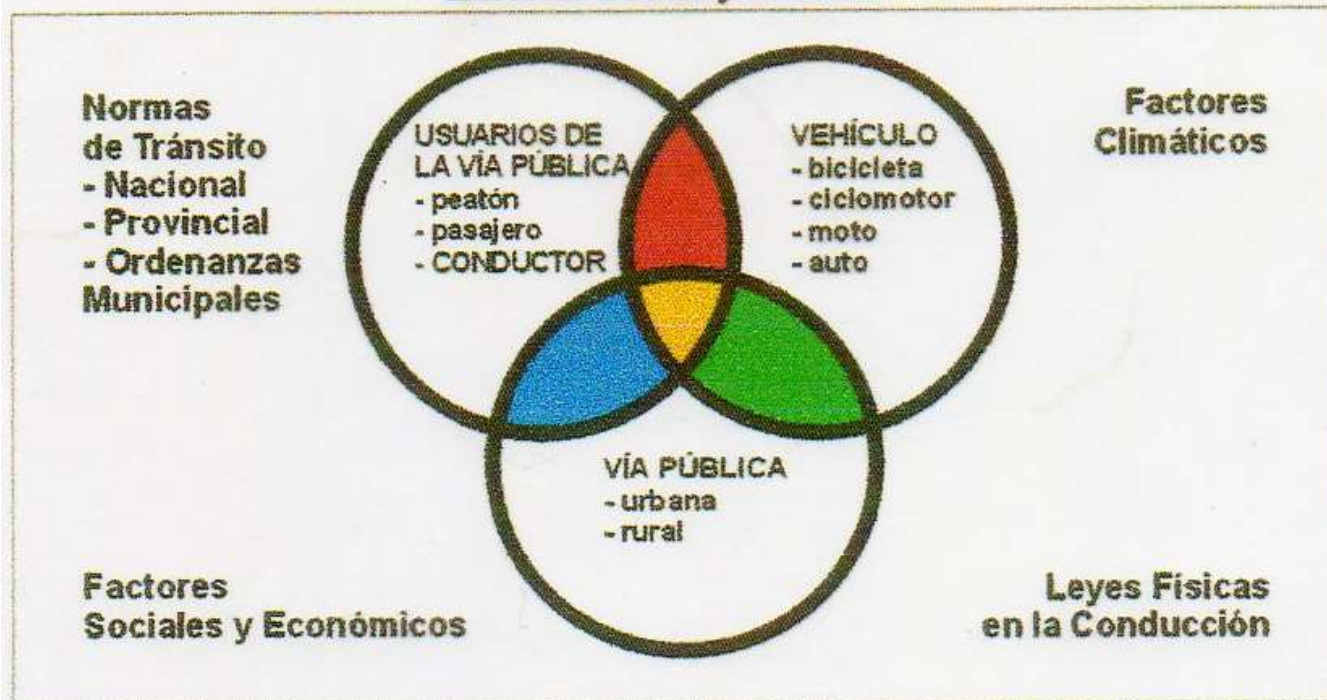 Normas
de Tránsito
- Nacional
- Provincial
- Ordenanzas
Municipales
USUARIOS DE
LA VÍA PÚBLICA
- peatón
- pasajero
- CONDUCTOR
VEHÍCULO
- bicicleta
- ciclomotor
- moto
- auto
Factores
Climáticos
VÍA PÚBLICA
- urbana
- rural
Factores
Sociales y Económicos
Leyes Físicas
en la Conducción